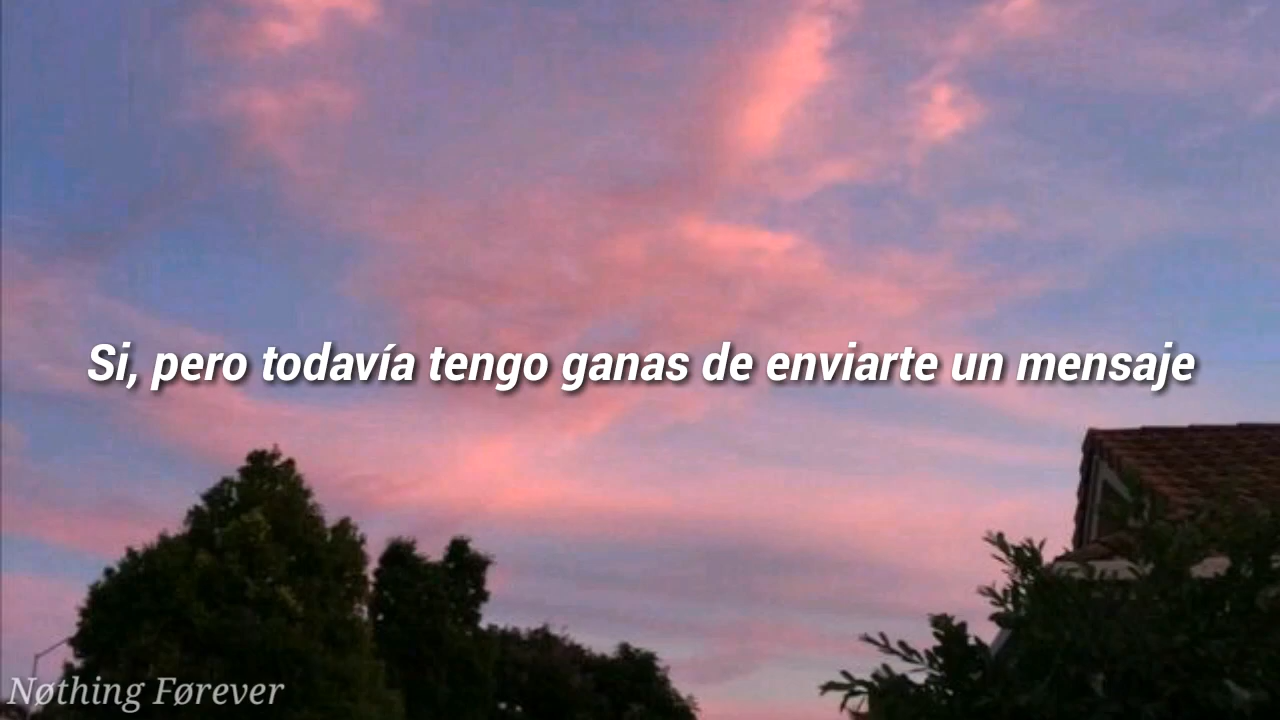 Si, pero todavía tengo ganas de enviarte un mensaje
Nøthing Førever